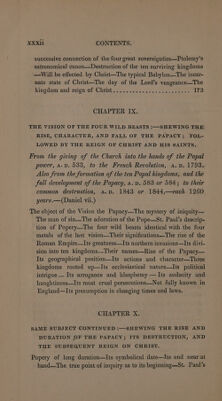 xxxii CONTENTS.
successive connection of the four great sovereignties—Ptolemy's
astronomical canon—Destruction of the ten surviving kingdoms
—Will be effected by Christ—The typical Babylon—The incar-
nate state of Christ—The day of the Lord's vengeance—The
kingdom and reign of Christ 173
CHAPTER IX.
THE VISION OF THE FOUR WILD BEASTS:—SHEWING THE
RISE, CHARACTER, AND FALL OF THE PAPACY; FOL-
LOWED BY THE REIGN OF CHRIST AND HIS SAINTS.
From the giving of the Church into the hands of the Papal
power, A. D. 533, to the French Revolution, A. D. 1793.
Also from the formation of the ten Papal kingdoms, and the
full development of the Papacy, A. D. 583 or 584; to their
common destruction, A. D. 1843 or 1844,—each 1260
years.—(Daniel vii.)
The object of the Vision the Papacy—The mystery of iniquity—
The man of sin—The adoration of the Pope—St. Paul's descrip-
tion of Popery—The four wild beasts identical with the four
metals of the last vision—Their significations—The rise of the
Roman Empire—Its greatness—Its northern invasions—Its divi-
sion into ten kingdoms—Their names—Rise of the Papacy—
Its geographical position—Its actions and character—Three
kingdoms rooted up—Its ecclesiastical nature—Its political
intrigue—Its arrogance and blasphemy—Its audacity and
haughtiness—Its most cruel persecutions—Not fully known in
England—Its presumption in changing times and laws.
CHAPTER X.
SAME SUBJECT CONTINUED:—SHEWING THE RISE AND
DURATION OF THE PAPACY; ITS DESTRUCTION, AND
THE SUBSEQUENT REIGN OF CHRIST.
Popery of long duration—Its symbolical date—Its end near at
hand—The true point of inquiry as to its beginning—St. Paul's